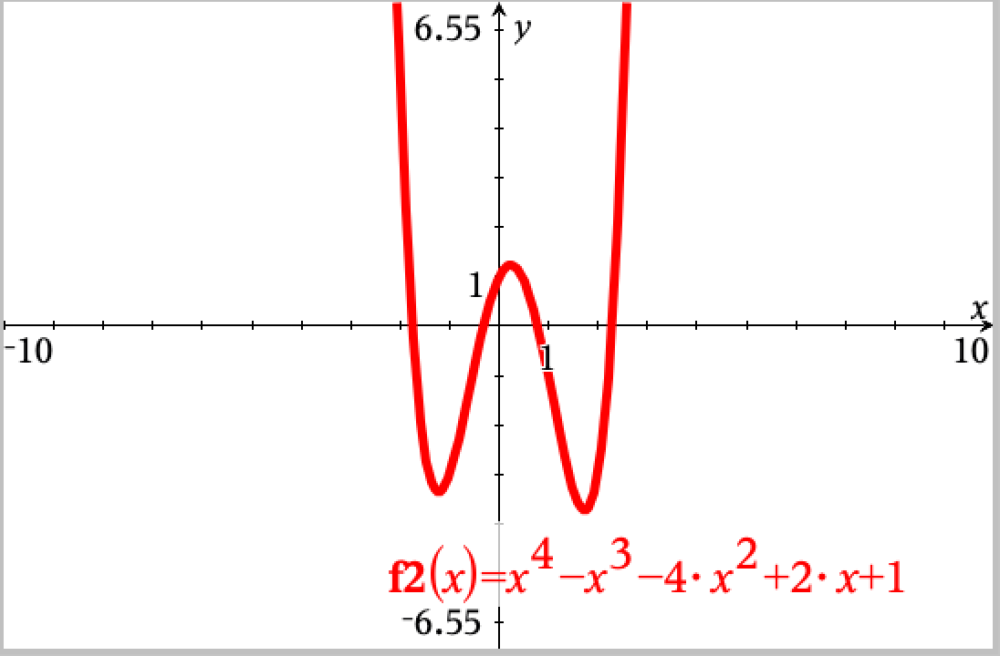 6.55 y
1
x
-10 10
1
f2(x)=x^4-x^3-4·x^2+2·x+1
-6.55